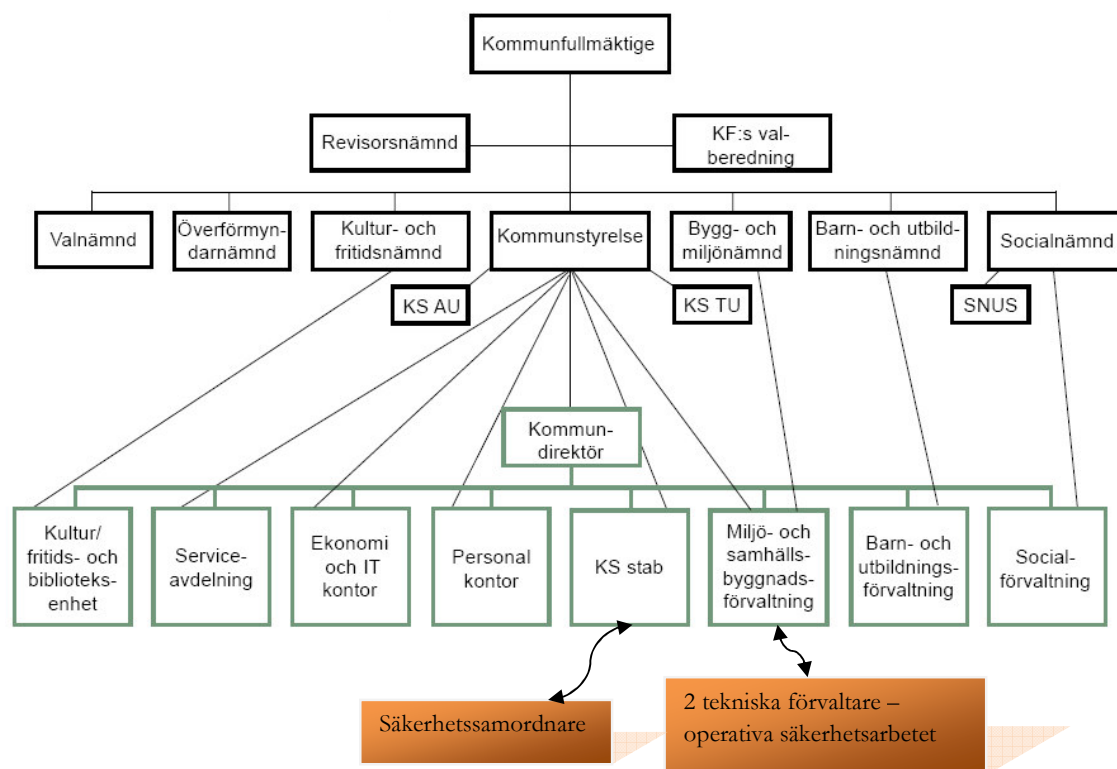 Kommunfullmäktige
Revisorsnämnd
KF:s val-
beredning
Valnämnd
Överförmyn-
darnämnd
Kultur- och
fritidsnämnd
Kommunstyrelse
Bygg- och
miljönämnd
Barn- och utbild-
ningsnämnd
Socialnämnd
KS AU
KS TU
SNUS
Kommun-
direktör
Kultur/
fritids- och
biblioteks-
enhet
Service-
avdelning
Ekonomi
och IT
kontor
Personal
kontor
KS stab
Miljö- och
samhälls-
byggnads-
förvaltning
Barn- och
utbildnings-
förvaltning
Social-
förvaltning
Säkerhetssamordnare
2 tekniska förvaltare –
operativa säkerhetsarbetet